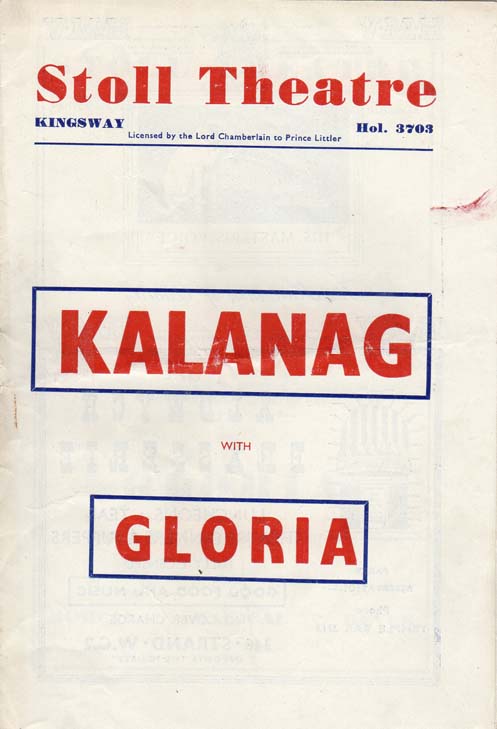 Stoll Theatre
KINGSWAY
Hol. 3703
Licensed by the Lord Chamberlain to Prince Littler
KALANAG
WITH
GLORIA